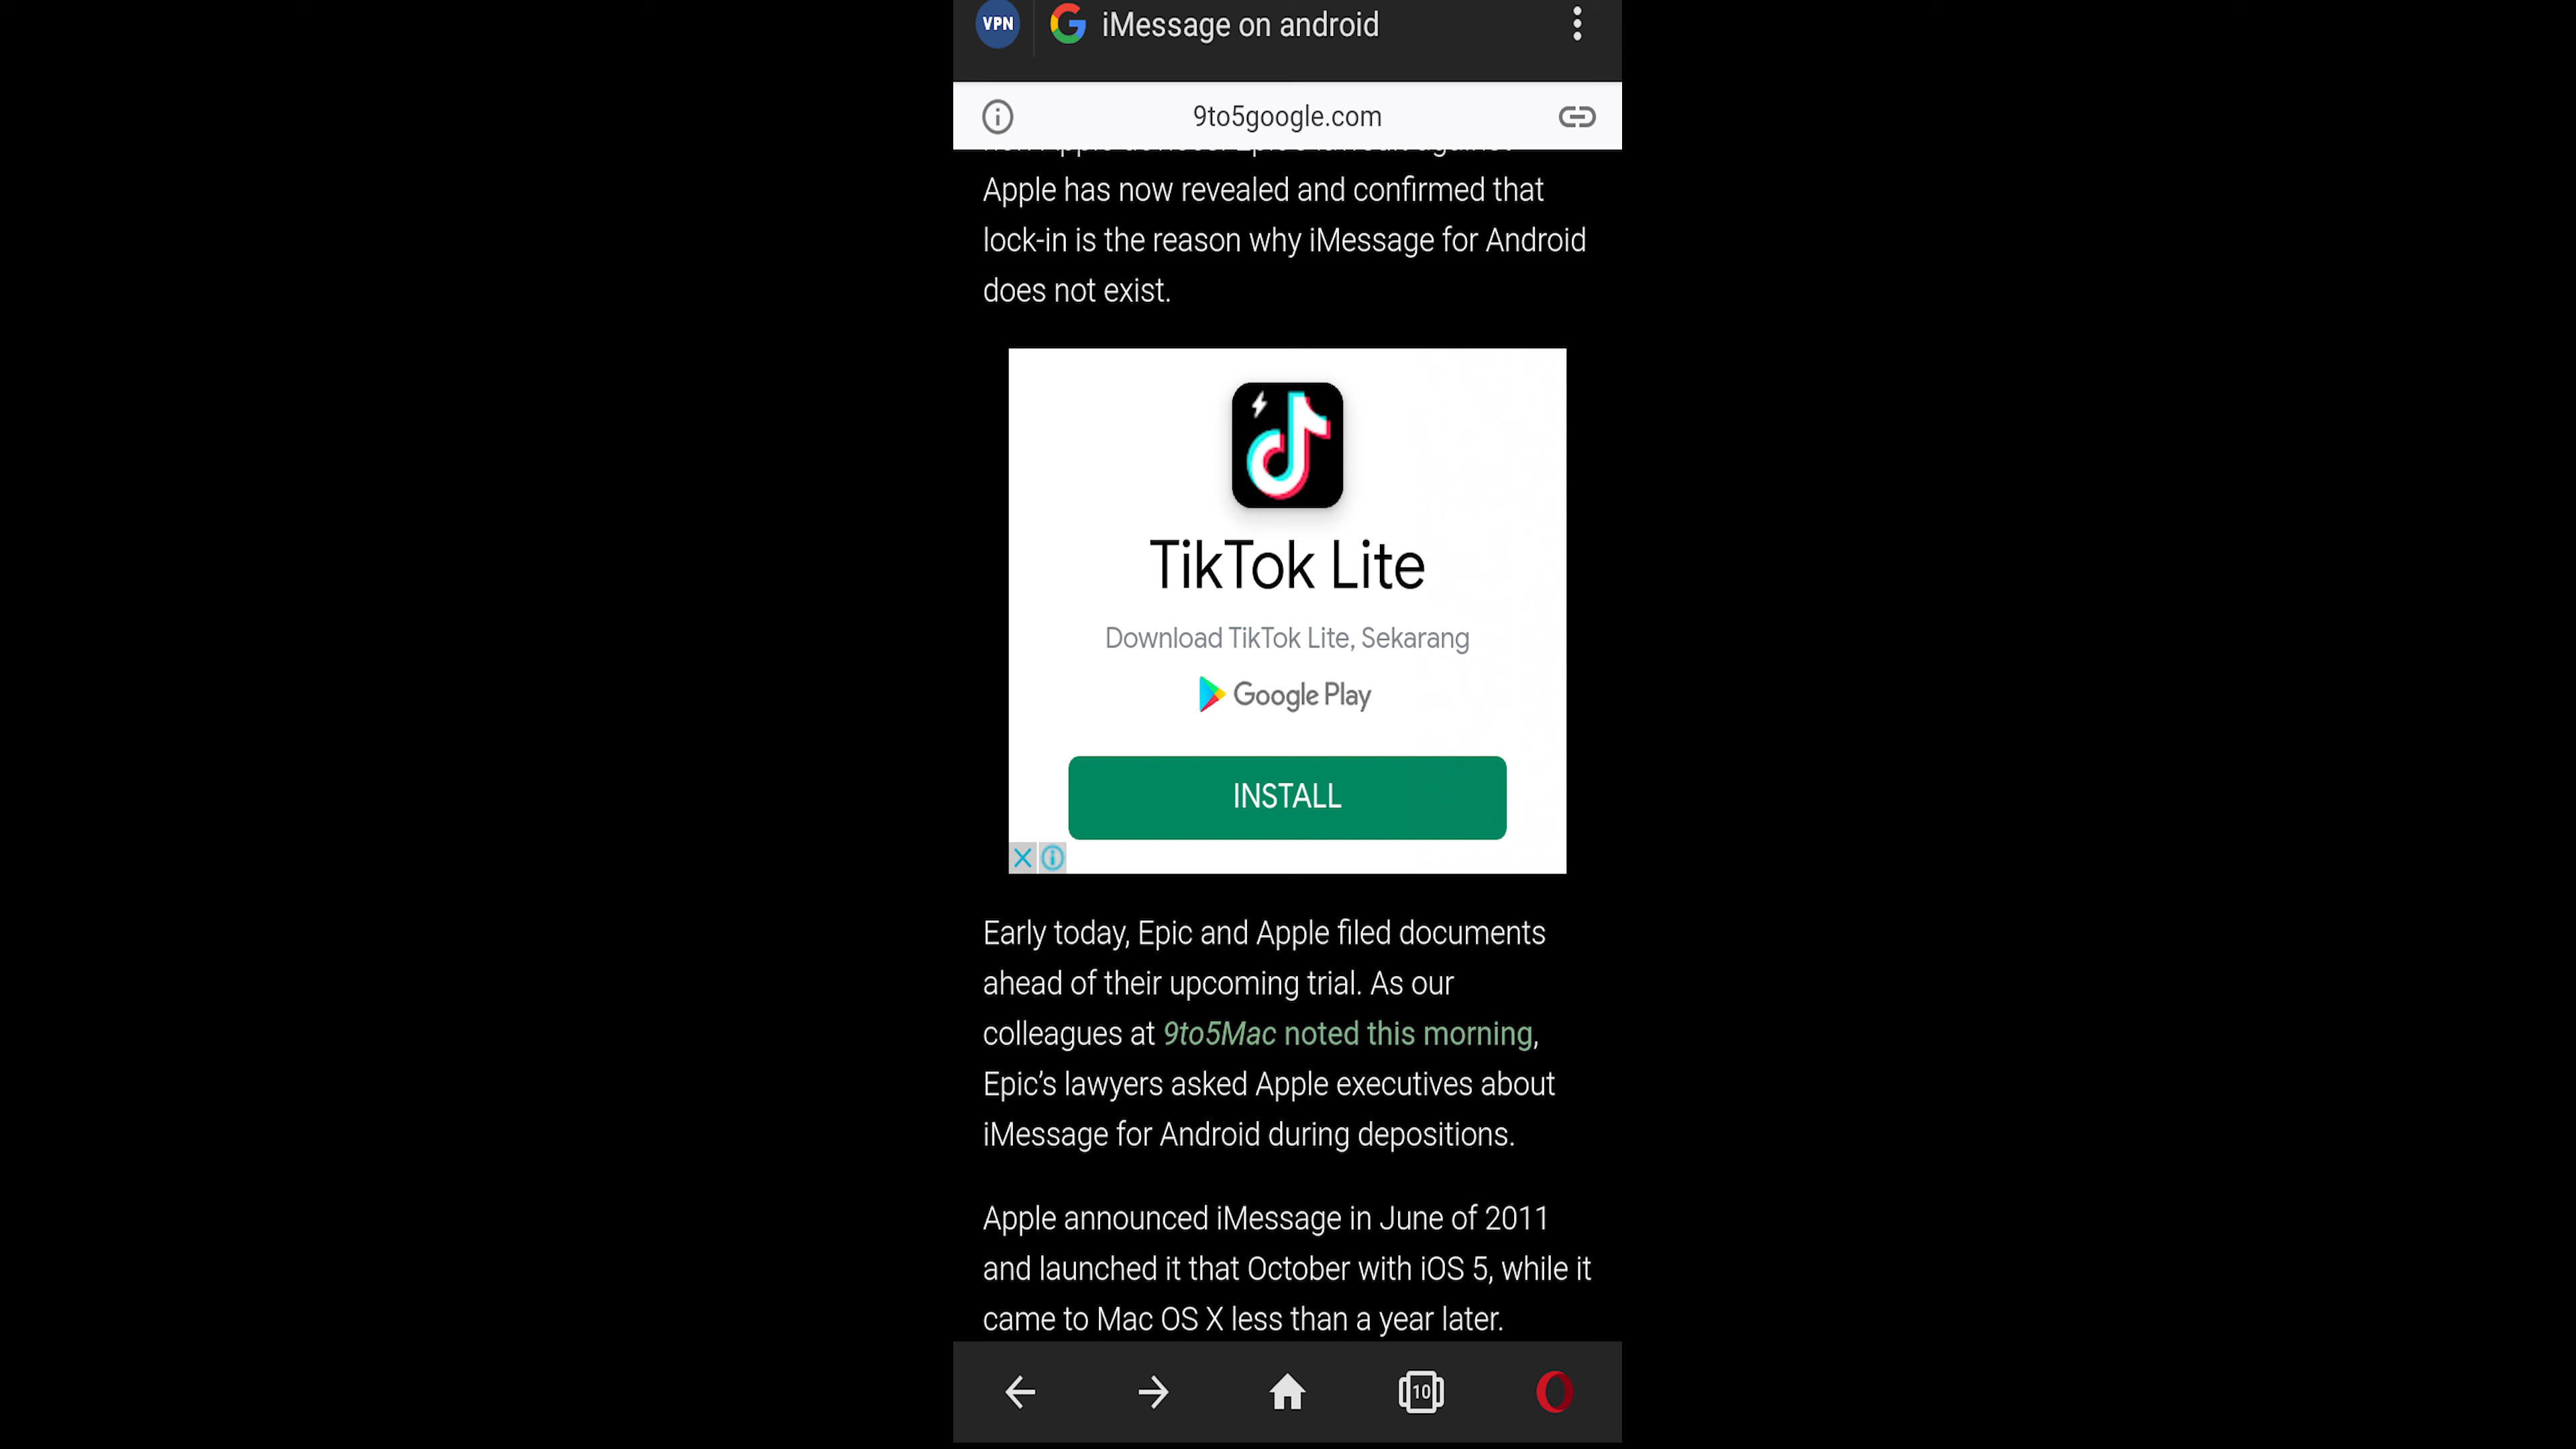 VPN
iMessage on android
9to5google.com
Apple has now revealed and confirmed that
lock-in is the reason why iMessage for Android
does not exist.
TikTok Lite
Download TikTok Lite, Sekarang
Google Play
INSTALL
Early today, Epic and Apple filed documents
ahead of their upcoming trial. As our
colleagues at 9to5Mac noted this morning,
Epic's lawyers asked Apple executives about
iMessage for Android during depositions.
Apple announced iMessage in June of 2011
and launched it that October with iOS 5, while it
came to Mac OS X less than a year later.
10